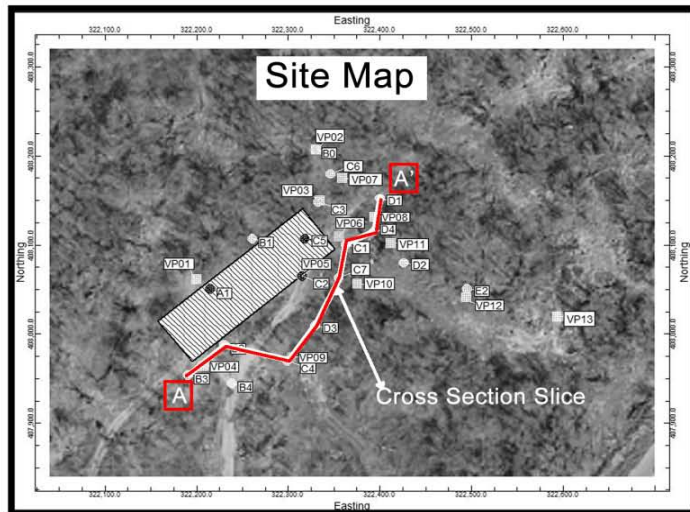 Easting
322,100.0 322,200.0 322,300.0 322,400.0 322,500.0 322,600.0
Site Map
VP02
B0
C6
VP07
A'
VP03
D1
C3
VP08
VP06
D4
B1
C5
C1
VP11
VP05
VP01
C7
D2
C2
VP10
A1
E2
VP12
D3
VP13
VP09
VP04
C4
B3
B4
A
Cross Section Slice
Northing
Northing
322,100.0 322,200.0 322,300.0 322,400.0 322,500.0 322,600.0
Easting